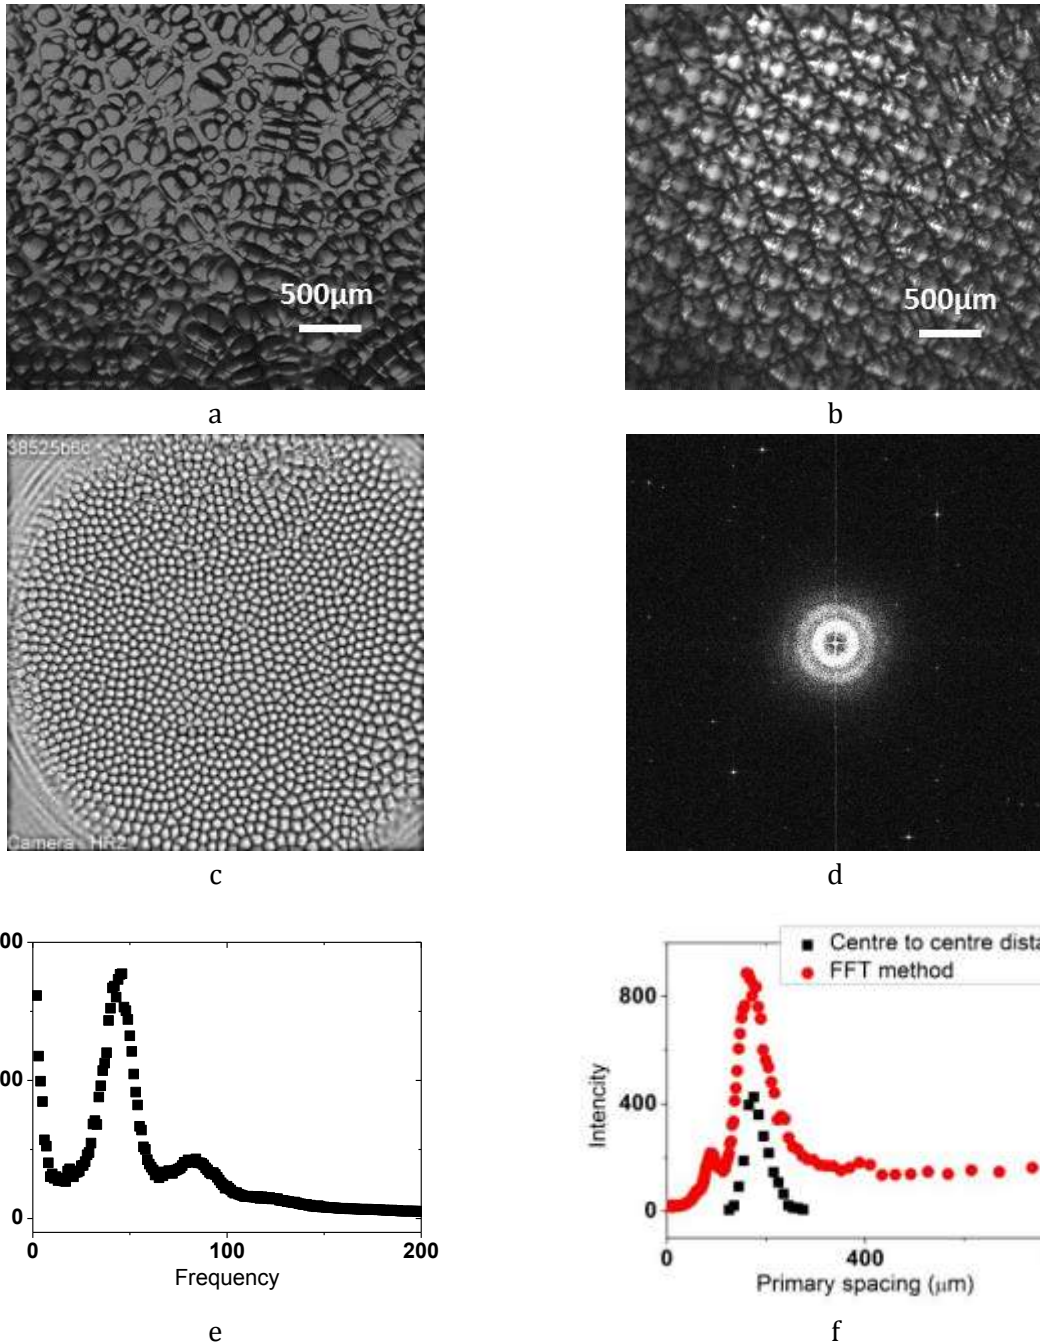 500μm
500μm
a
b
38525b6c
Camera - HR2
c
d
00
00
0
0
100
200
Frequency
e
Centre to centre dista
FFT method
800
400
0
Intencity
0
400
Primary spacing (μm)
f